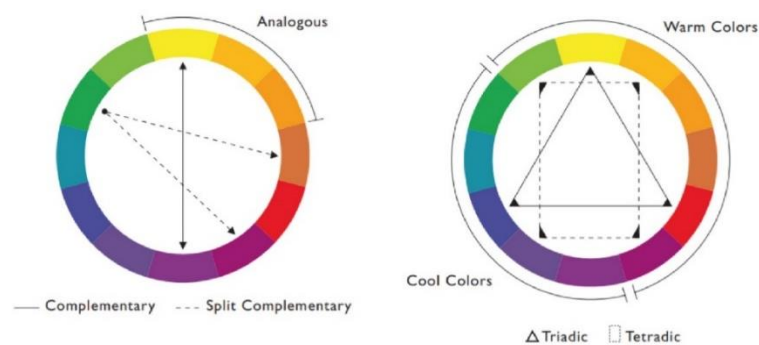 Analogous
Complementary
Split Complementary
Warm Colors
Cool Colors
Triadic
Tetradic